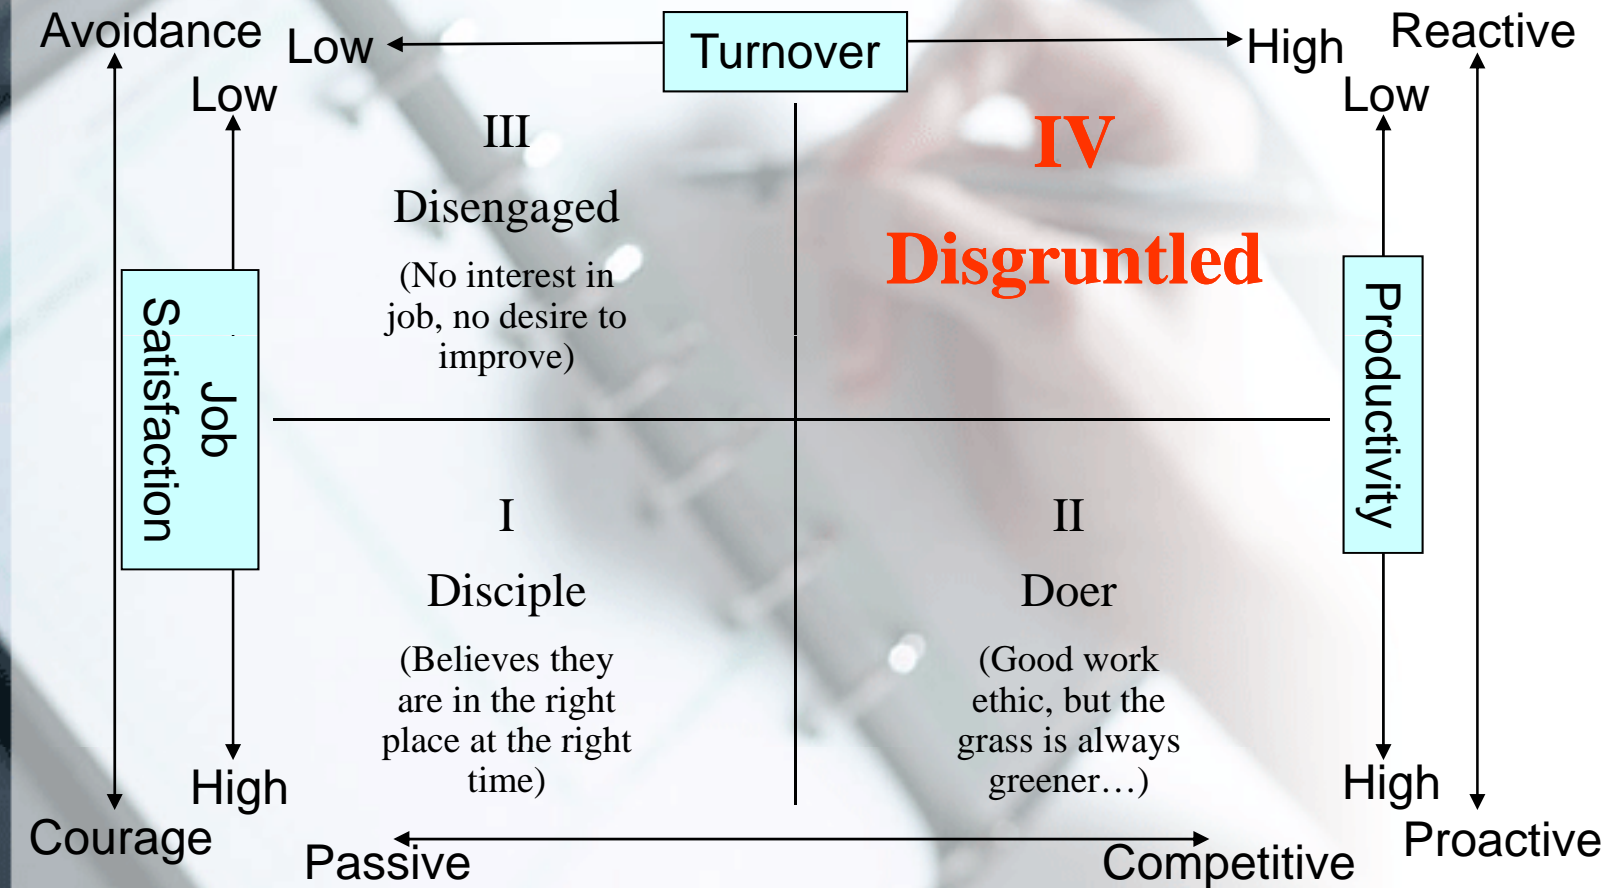 Avoidance
Low
Turnover
High
Reactive
Low
Low
III
IV
Disengaged
Disgruntled
(No interest in
job, no desire to
improve)
Job
Satisfaction
Productivity
I
II
Disciple
Doer
(Believes they
are in the right
place at the right
time)
(Good work
ethic, but the
grass is always
greener…)
High
High
Courage
Passive
Competitive
Proactive